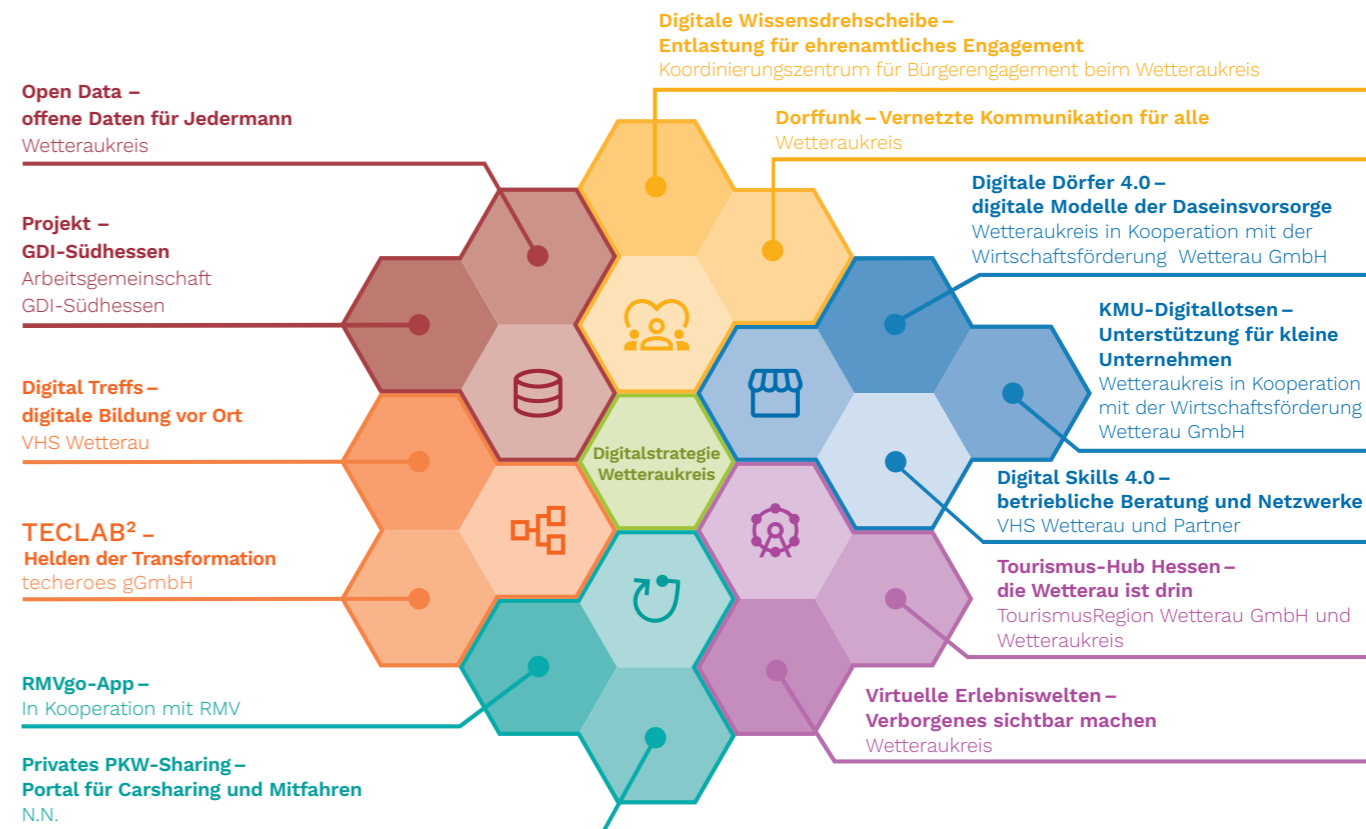 Digitale Wissensdrehscheibe –
Entlastung für ehrenamtliches Engagement
Koordinierungszentrum für Bürgerengagement beim Wetteraukreis
Dorffunk – Vernetzte Kommunikation für alle
Wetteraukreis
Digitale Dörfer 4.0 –
digitale Modelle der Daseinsvorsorge
Wetteraukreis in Kooperation mit der
Wirtschaftsförderung Wetterau GmbH
KMU-Digitallotsen –
Unterstützung für kleine
Unternehmen
Wetteraukreis in Kooperation
mit der Wirtschaftsförderung
Wetterau GmbH
Digital Skills 4.0 –
betriebliche Beratung und Netzwerke
VHS Wetterau und Partner
Tourismus-Hub Hessen –
die Wetterau ist drin
TourismusRegion Wetterau GmbH und
Wetteraukreis
Virtuelle Erlebniswelten –
Verborgenes sichtbar machen
Wetteraukreis
Open Data –
offene Daten für Jedermann
Wetteraukreis
Projekt –
GDI-Südhessen
Arbeitsgemeinschaft
GDI-Südhessen
Digital Treffs –
digitale Bildung vor Ort
VHS Wetterau
TECLAB² –
Helden der Transformation
techeroes gGmbH
RMVgo-App –
In Kooperation mit RMV
Privates PKW-Sharing –
Portal für Carsharing und Mitfahren
N.N.
Digitalstrategie
Wetteraukreis